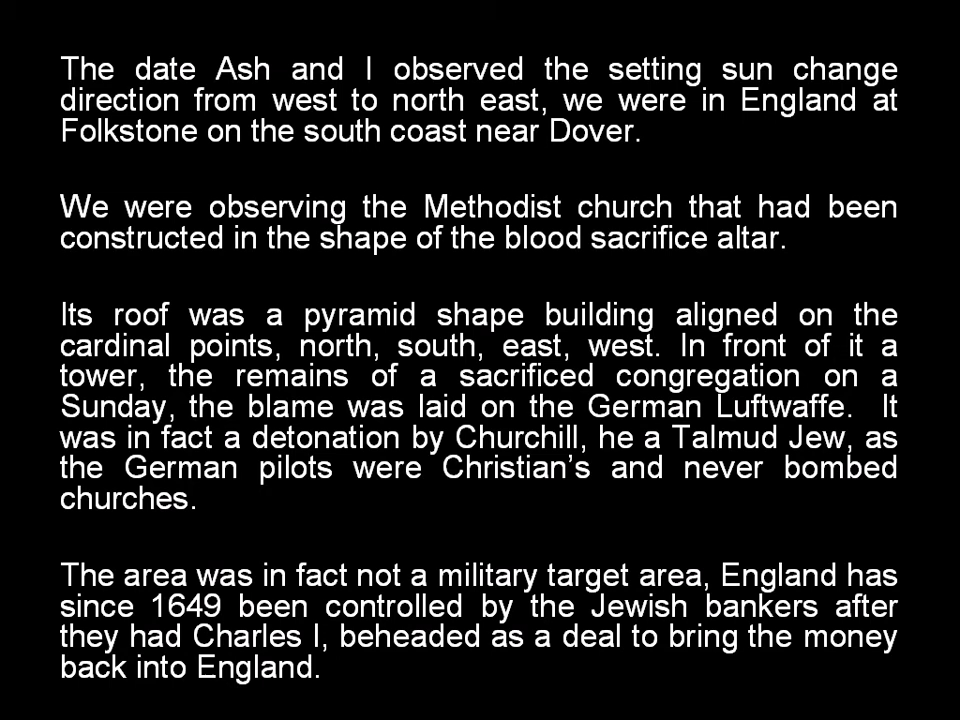 The date Ash and I observed the setting sun change
direction from west to north east, we were in England at
Folkstone on the south coast near Dover.
We were observing the Methodist church that had been
constructed in the shape of the blood sacrifice altar.
Its roof was a pyramid shape building aligned on the
cardinal points, north, south, east, west. In front of it a
tower, the remains of a sacrificed congregation on a
Sunday, the blame was laid on the German Luftwaffe. It
was in fact a detonation by Churchill, he a Talmud Jew, as
the German pilots were Christian's and never bombed
churches.
The area was in fact not a military target area, England has
since 1649 been controlled by the Jewish bankers after
they had Charles I, beheaded as a deal to bring the money
back into England.